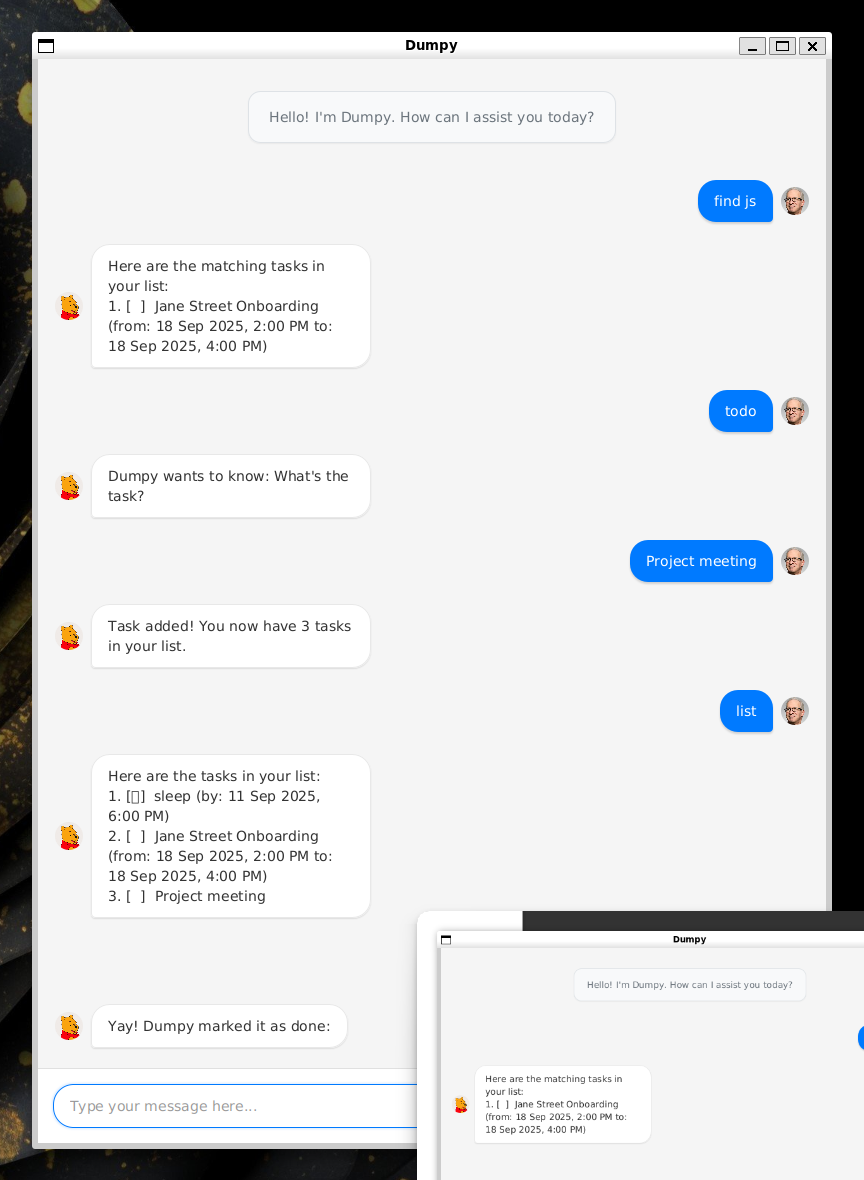 Dumpy
Hello! I'm Dumpy. How can I assist you today?
find js
Here are the matching tasks in
your list:
1. [  ]  Jane Street Onboarding
(from: 18 Sep 2025, 2:00 PM to:
18 Sep 2025, 4:00 PM)
todo
Dumpy wants to know: What's the
task?
Project meeting
Task added! You now have 3 tasks
in your list.
list
Here are the tasks in your list:
1. [▯]  sleep (by: 11 Sep 2025,
6:00 PM)
2. [  ]  Jane Street Onboarding
(from: 18 Sep 2025, 2:00 PM to:
18 Sep 2025, 4:00 PM)
3. [  ]  Project meeting
Yay! Dumpy marked it as done:
Type your message here...
Dumpy
Hello! I'm Dumpy. How can I assist you today?
Here are the matching tasks in
your list:
1. [  ]  Jane Street Onboarding
(from: 18 Sep 2025, 2:00 PM to:
18 Sep 2025, 4:00 PM)